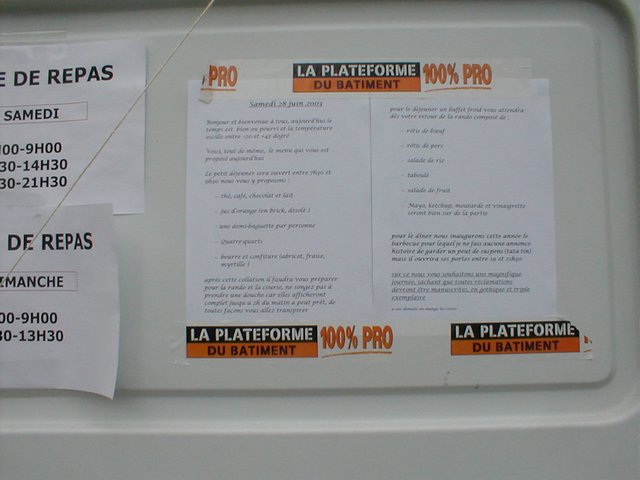 E DE REPAS
SAMEDI
00-9H00
30-14H30
30-21H30
DE REPAS
MANCHE
00-9H00
30-13H30
PRO
LA PLATEFORME
DU BATIMENT
100% PRO
Samedi 28 juin 2003
Bonjour et bienvenue à tous, aujourd'hui le
temps est bien ou pourri et la température
oscille entre -20 et +45 degré
Voici, tout de même, le menu qui vous est
proposé aujourd'hui
Le petit déjeuner sera ouvert entre 7h30 et
nous vous y proposons :
- thé, café, chocolat et lait
- jus d'orange (en brick, désolé )
- une demi-baguette par personne
- Quatre-quarts
- beurre et confiture (abricot, fraise,
myrtille )
après cette collation il faudra vous préparer
pour la rando et la course, ne songez pas à
prendre une douche car elles afficheront
complet jusqu'a 2h du matin a peut prêt, de
toutes façons vous allez transpirer
pour le déjeuner un buffet froid vous attendra
dès votre retour de la rando composé de :
- rôtis de bœuf
- rôtis de porc
- salade de riz
- taboulé
- salade de fruit
- Mayo, ketchup, moutarde et vinaigrette
seront bien sur de la partie
pour le dîner nous inaugurons cette année le
barbecue pour lequel je ne fais aucune annonce
histoire de garder un peut de suspens (tata tin)
mais il ouvrira ses portes entre 19 et 21h30
sur ce nous vous souhaitons une magnifique
journée, sachant que toutes réclamations
devront être manuscrites, en gothique et triple
exemplaire
LA PLATEFORME
DU BATIMENT
100% PRO
LA PLATEFORME
DU BATIMENT